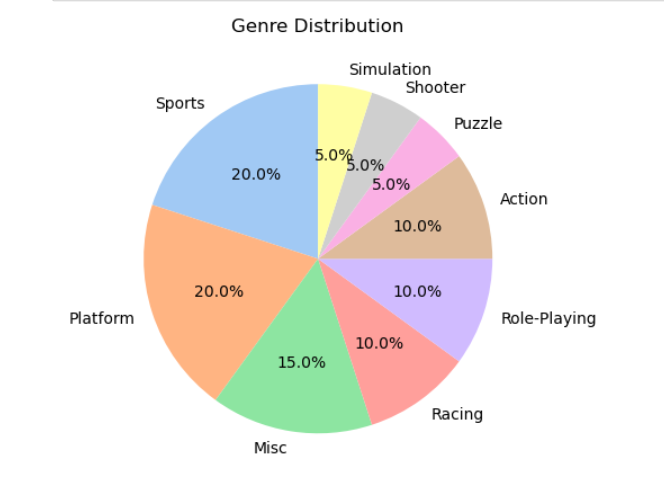 Genre Distribution
Simulation
Shooter
Sports
Puzzle
5.0%
5.0%
20.0%
5.0%
Action
10.0%
20.0%
10.0%
Platform
Role-Playing
10.0%
15.0%
Racing
Misc